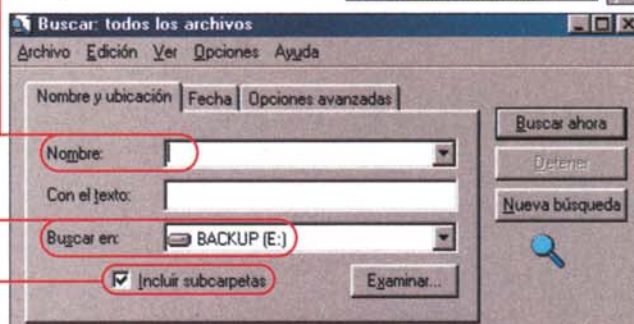 Buscar: todos los archivos
Archivo Edición Ver Opciones Ayuda
Nombre y ubicación Fecha Opciones avanzadas
Nombre:
Con el texto:
Buscar en: BACKUP (E:)
Incluir subcarpetas
Examinar...
Buscar ahora
Detener
Nueva búsqueda